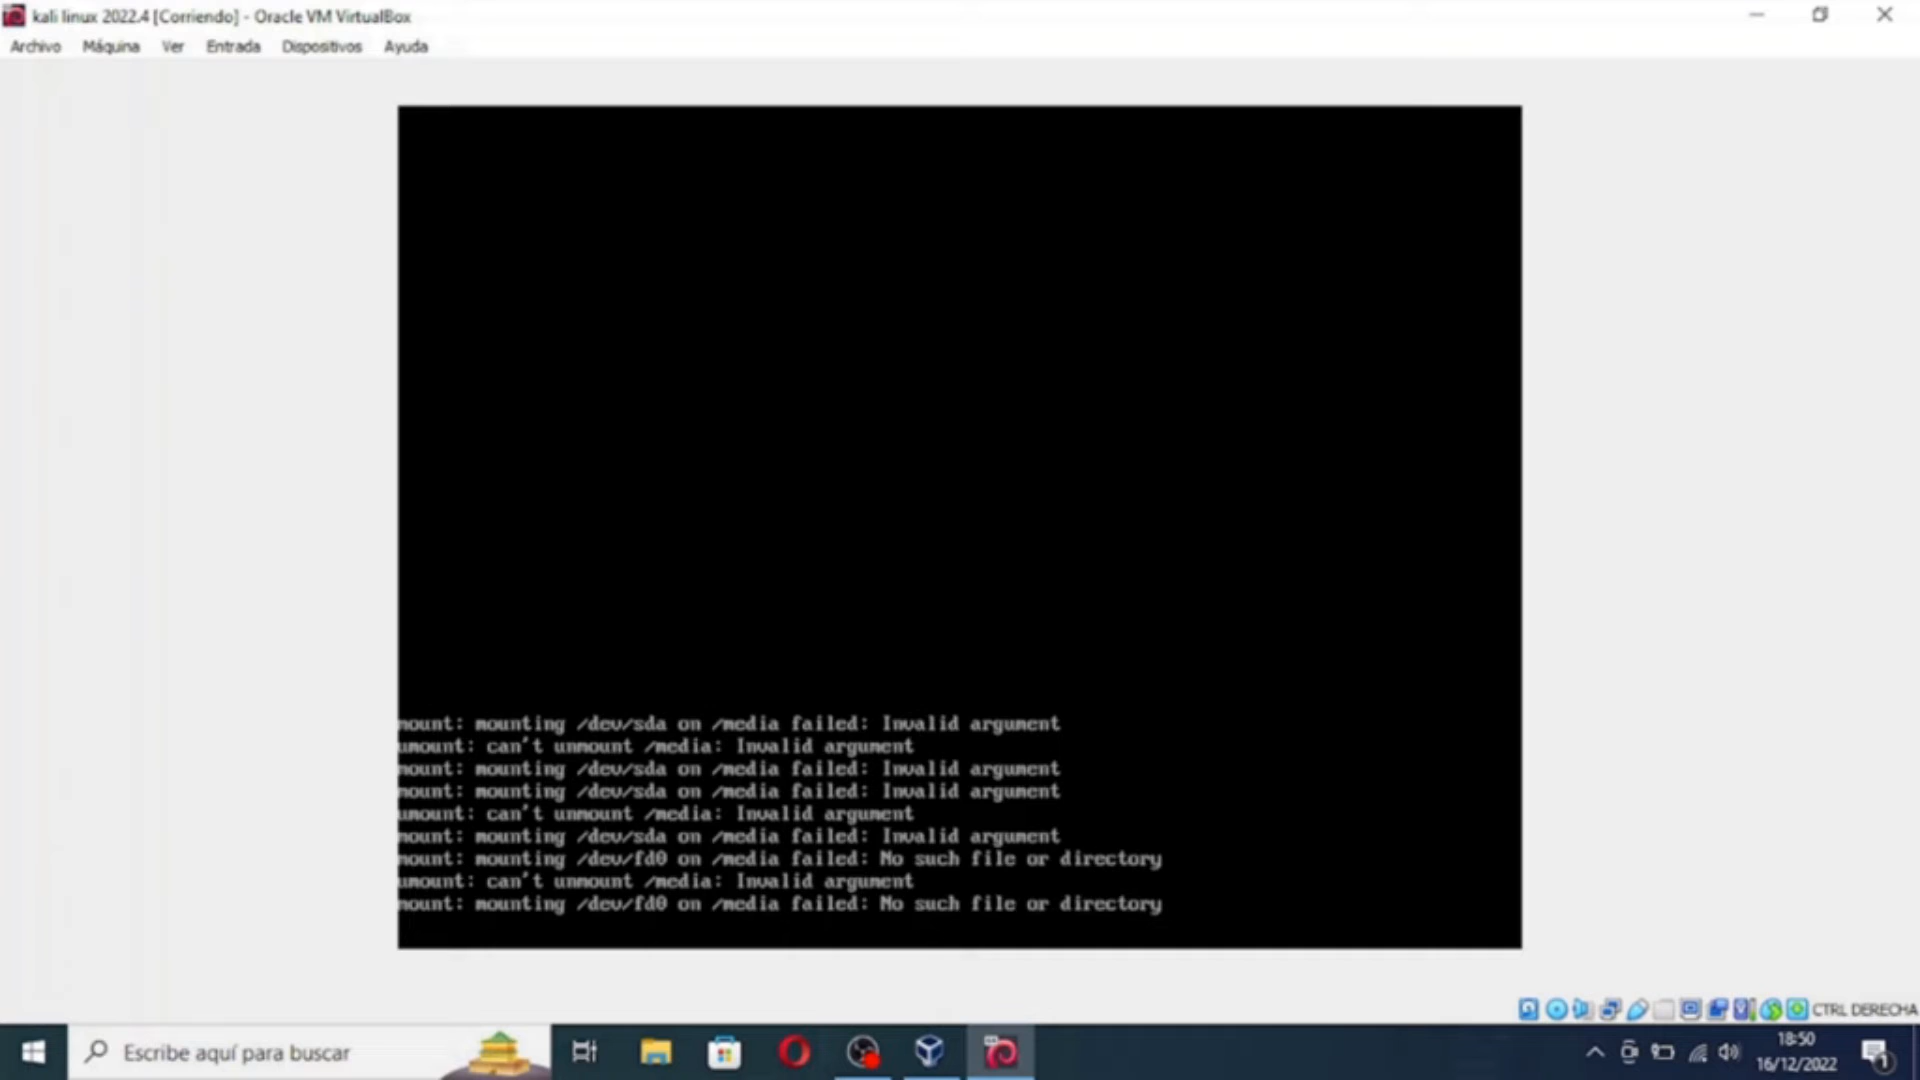 kali linux 2022.4 [Corriendo] - Oracle VM VirtualBox
Archivo Máquina Ver Entrada Dispositivos Ayuda
mount: mounting /dev/sda on /media failed: Invalid argument
umount: can't unmount /media: Invalid argument
mount: mounting /dev/sda on /media failed: Invalid argument
mount: mounting /dev/sda on /media failed: Invalid argument
umount: can't unmount /media: Invalid argument
mount: mounting /dev/sda on /media failed: Invalid argument
mount: mounting /dev/fd0 on /media failed: No such file or directory
umount: can't unmount /media: Invalid argument
mount: mounting /dev/fd0 on /media failed: No such file or directory
CTRL DERECHA
Escribe aquí para buscar
18:50
16/12/2022
1